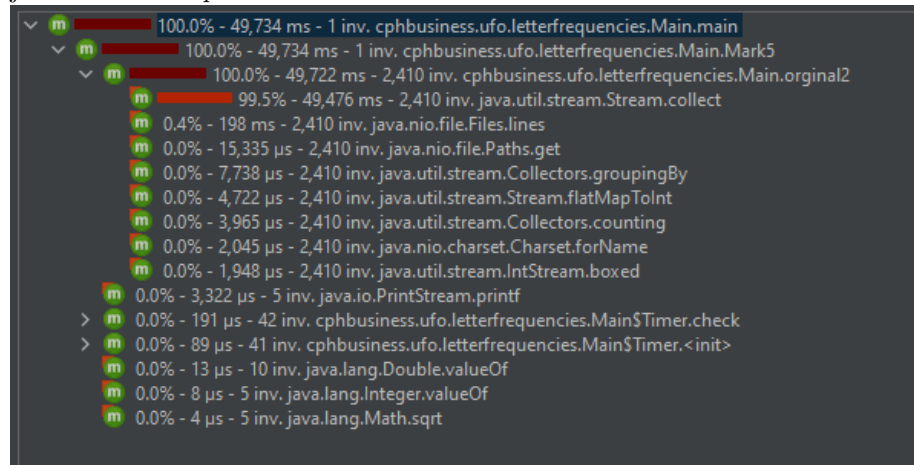 100.0% - 49,734 ms - 1 inv. cphbusiness.ufo.letterfrequencies.Main.main
100.0% - 49,734 ms - 1 inv. cphbusiness.ufo.letterfrequencies.Main.Mark5
100.0% - 49,722 ms - 2,410 inv. cphbusiness.ufo.letterfrequencies.Main.orginal2
99.5% - 49,476 ms - 2,410 inv. java.util.stream.Stream.collect
0.4% - 198 ms - 2,410 inv. java.nio.file.Files.lines
0.0% - 15,335 µs - 2,410 inv. java.nio.file.Paths.get
0.0% - 7,738 µs - 2,410 inv. java.util.stream.Collectors.groupingBy
0.0% - 4,722 µs - 2,410 inv. java.util.stream.Stream.flatMapToInt
0.0% - 3,965 µs - 2,410 inv. java.util.stream.Collectors.counting
0.0% - 2,045 µs - 2,410 inv. java.nio.charset.Charset.forName
0.0% - 1,948 µs - 2,410 inv. java.util.stream.IntStream.boxed
0.0% - 3,322 µs - 5 inv. java.io.PrintStream.printf
0.0% - 191 µs - 42 inv. cphbusiness.ufo.letterfrequencies.Main$Timer.check
0.0% - 89 µs - 41 inv. cphbusiness.ufo.letterfrequencies.Main$Timer.<init>
0.0% - 13 µs - 10 inv. java.lang.Double.valueOf
0.0% - 8 µs - 5 inv. java.lang.Integer.valueOf
0.0% - 4 µs - 5 inv. java.lang.Math.sqrt